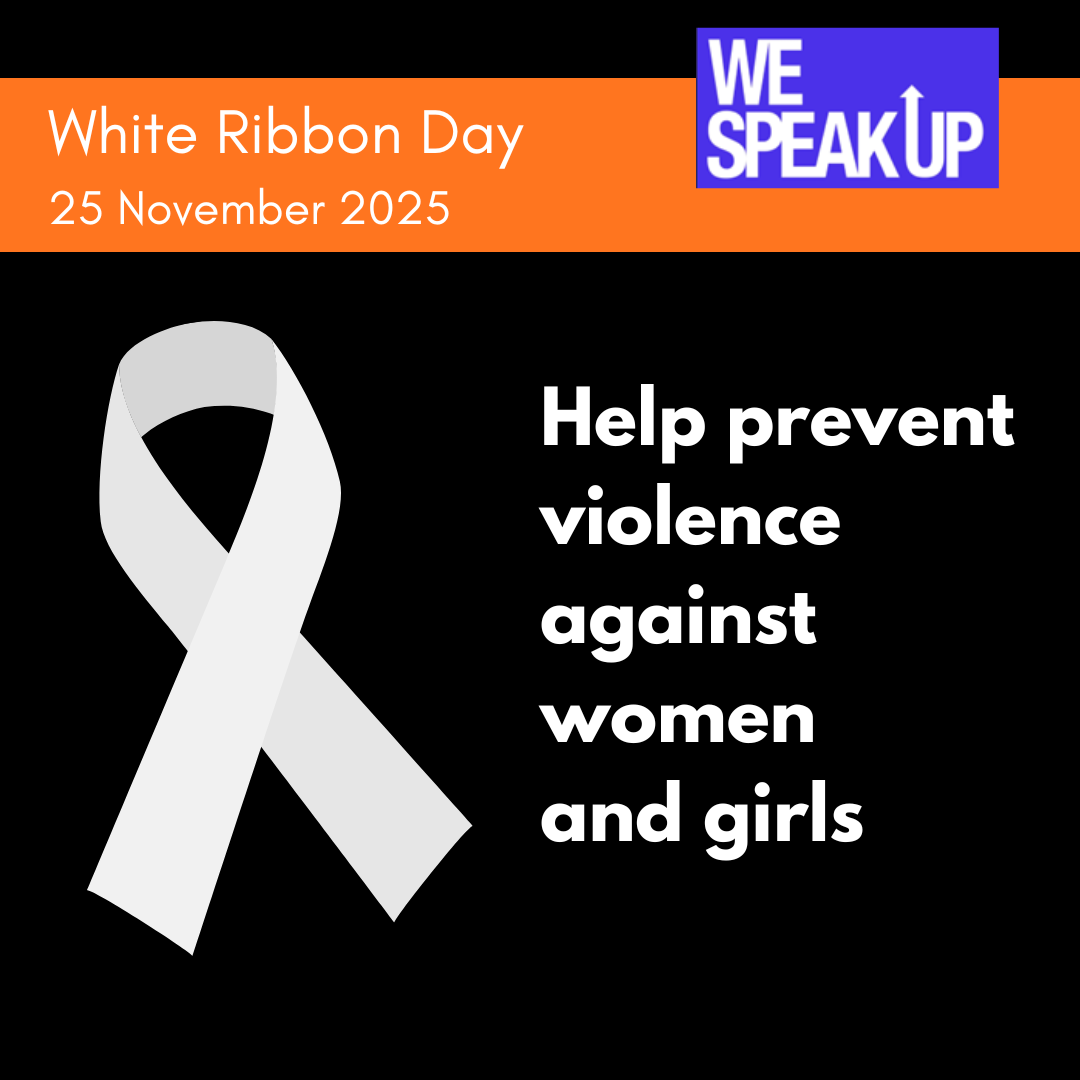 White Ribbon Day
25 November 2025
WE
SPEAK UP
Help prevent
violence
against
women
and girls